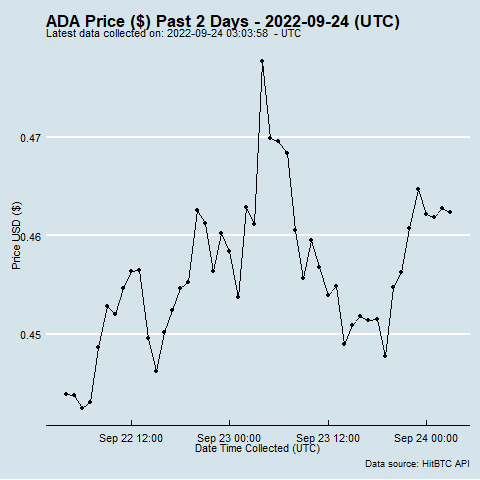 ADA Price ($) Past 2 Days - 2022-09-24 (UTC)
Latest data collected on: 2022-09-24 03:03:58  - UTC
Price USD ($)
0.47
0.46
0.45
Sep 22 12:00 Sep 23 00:00 Sep 23 12:00 Sep 24 00:00
Date Time Collected (UTC)
Data source: HitBTC API